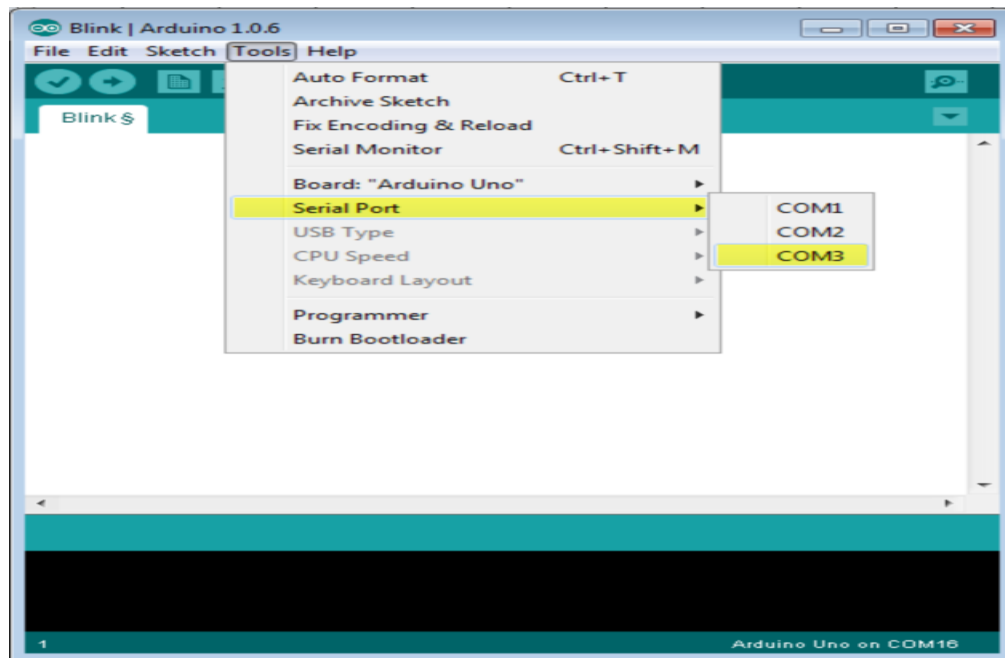 Blink | Arduino 1.0.6
File Edit Sketch Tools Help
Auto Format Ctrl+T
Archive Sketch
Blink §
Fix Encoding & Reload
Serial Monitor Ctrl+Shift+M
Board: "Arduino Uno"
Serial Port
COM1
USB Type
COM2
CPU Speed
COM3
Keyboard Layout
Programmer
Burn Bootloader
1
Arduino Uno on COM16